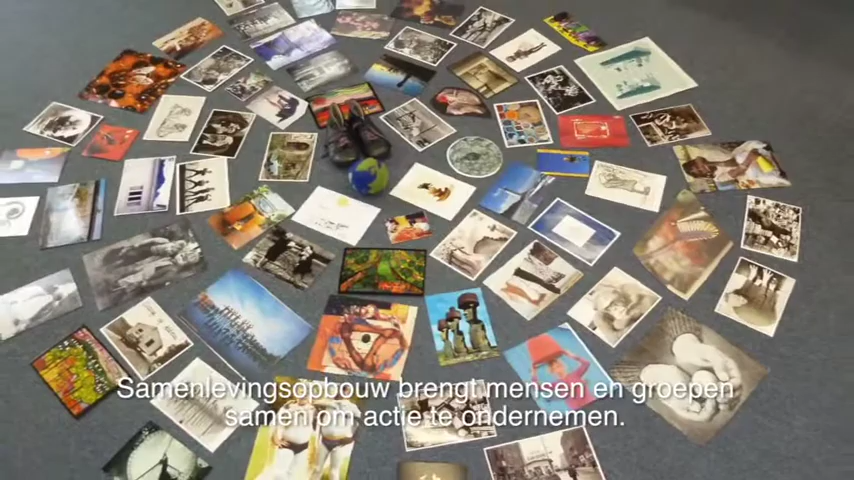 Samenlevingsopbouw brengt mensen en groepen
samen om actie te ondernemen.